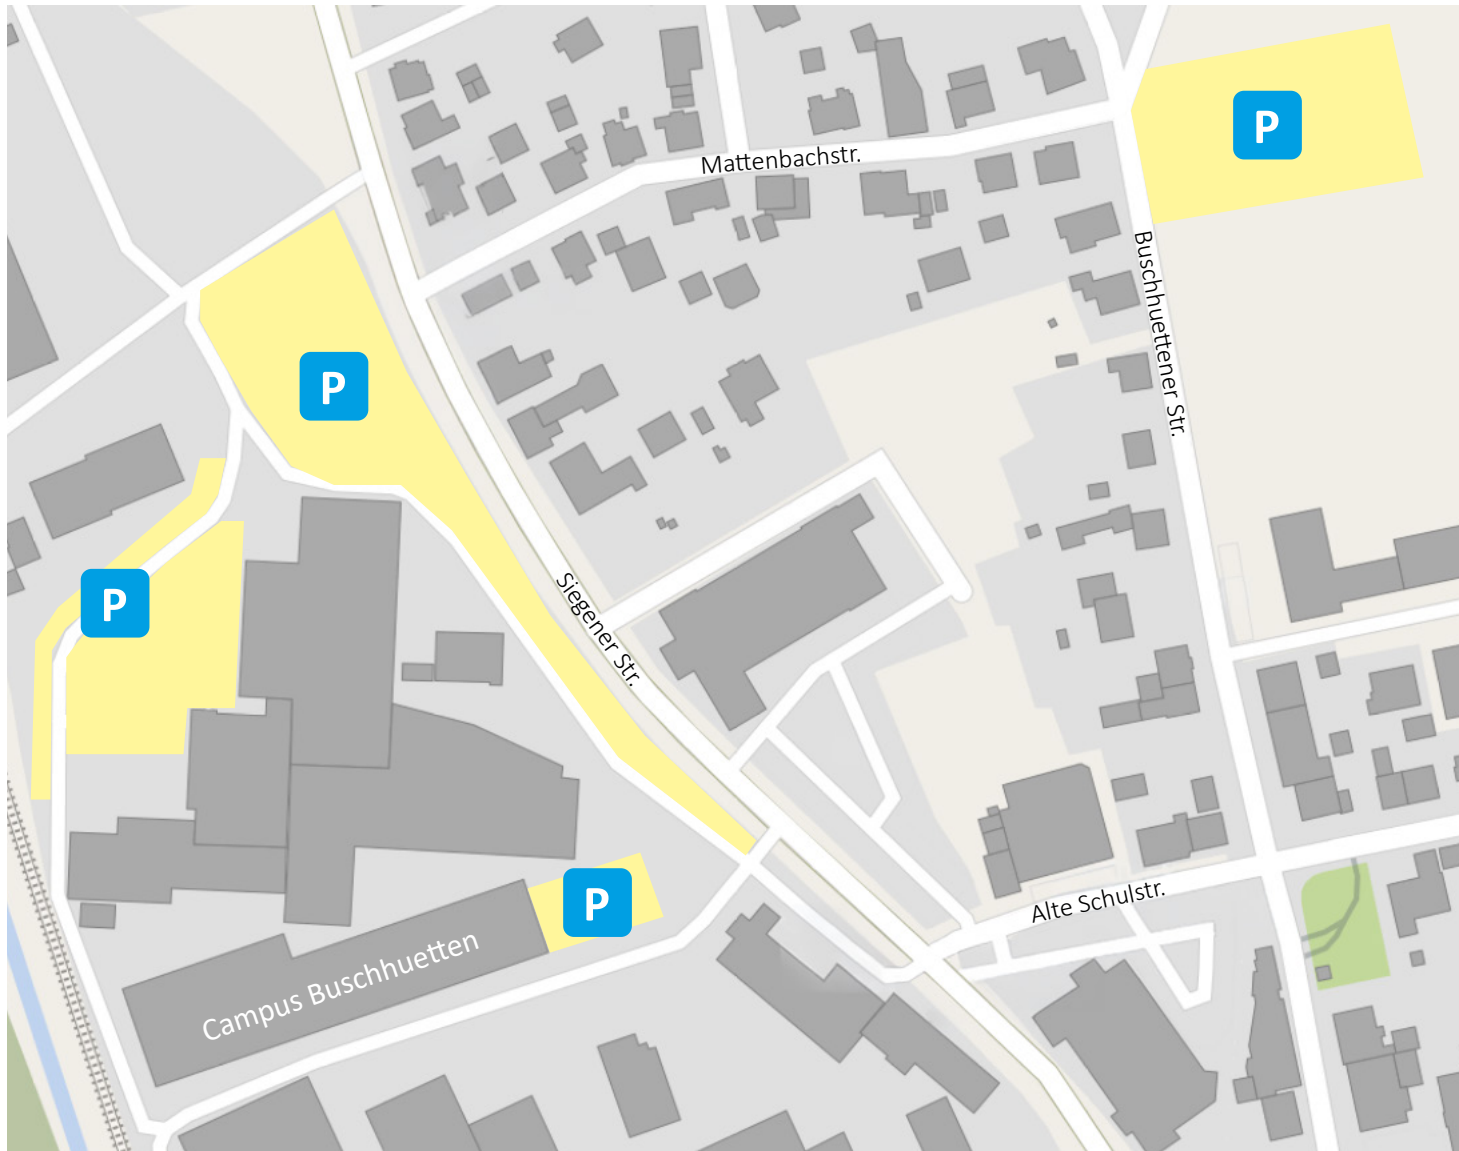 P
Mattenbachstr.
Buschhuettener Str.
P
Siegener Str.
P
Alte Schulstr.
P
Campus Buschhuetten